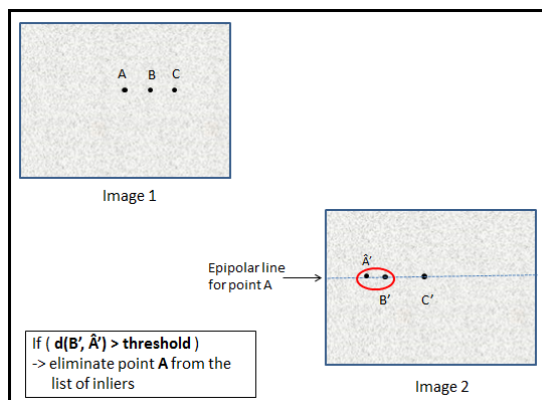 A B C
Image 1
Epipolar line
for point A
Â'
B' C'
If ( d(B', Â') > threshold )
-> eliminate point A from the
list of inliers
Image 2